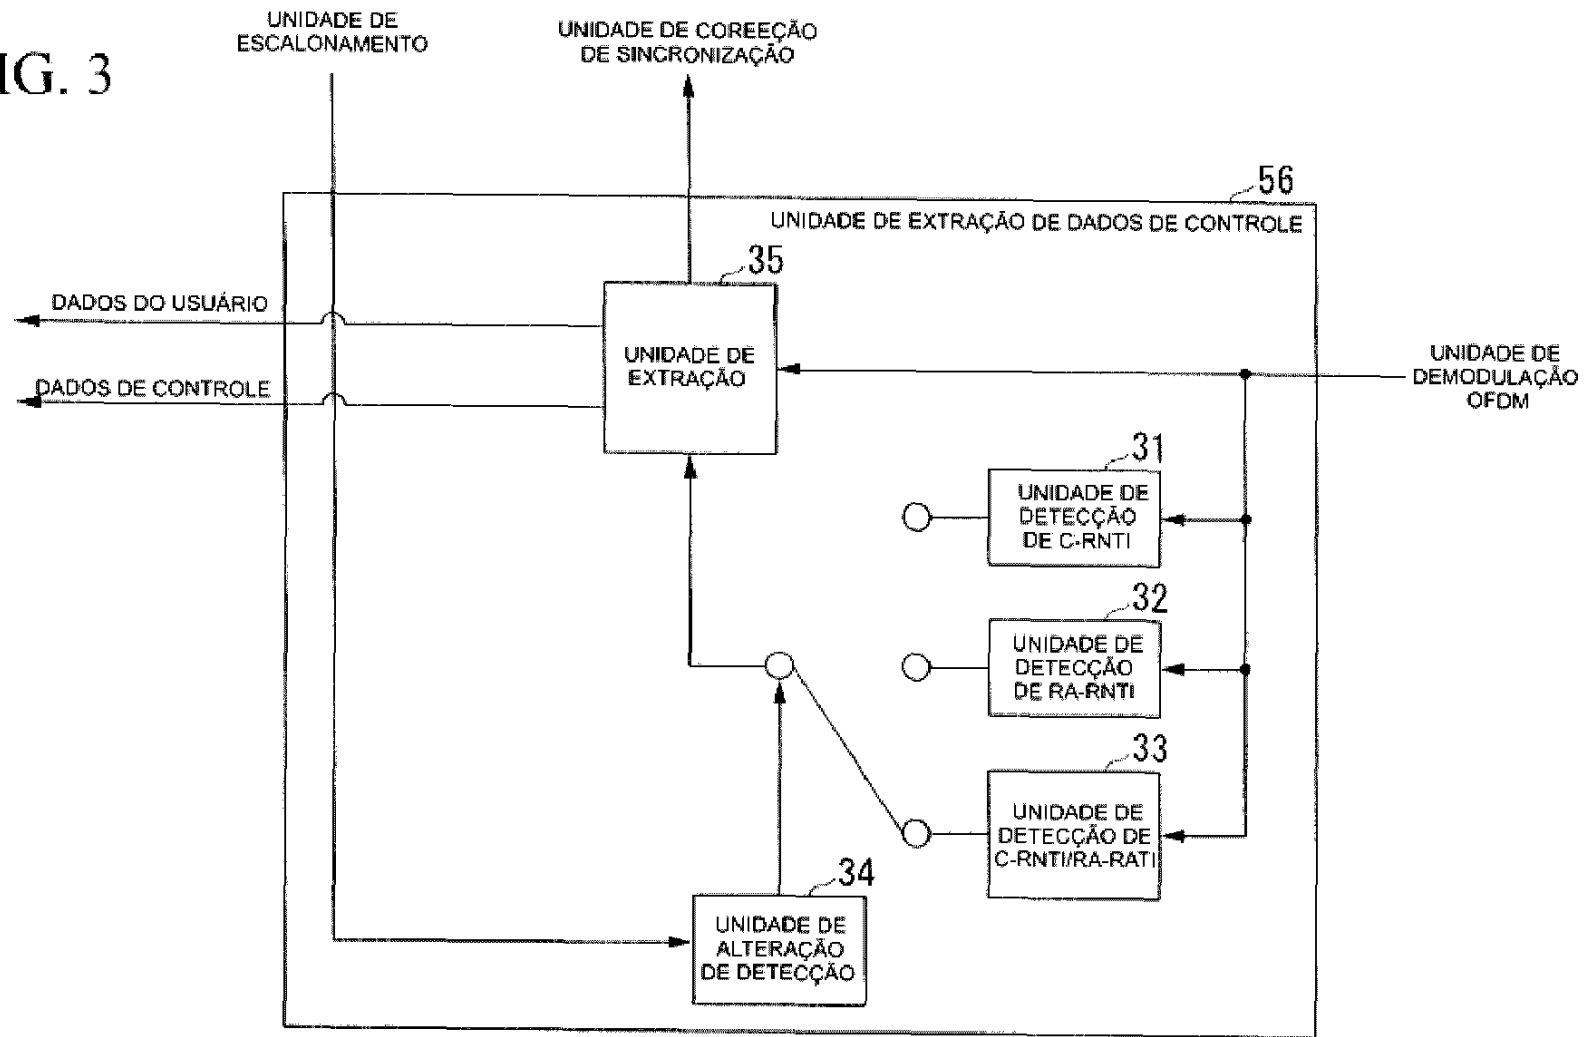 IG. 3
UNIDADE DE
ESCALONAMENTO
UNIDADE DE COREEÇÃO
DE SINCRONIZAÇÃO
56
UNIDADE DE EXTRAÇÃO DE DADOS DE CONTROLE
35
DADOS DO USUÁRIO
UNIDADE DE
EXTRAÇÃO
DADOS DE CONTROLE
UNIDADE DE
DEMODULAÇÃO
OFDM
31
UNIDADE DE
DETECÇÃO
DE C-RNTI
32
UNIDADE DE
DETECÇÃO
DE RA-RNTI
33
UNIDADE DE
DETECÇÃO DE
C-RNTI/RA-RATI
34
UNIDADE DE
ALTERAÇÃO
DE DETECÇÃO